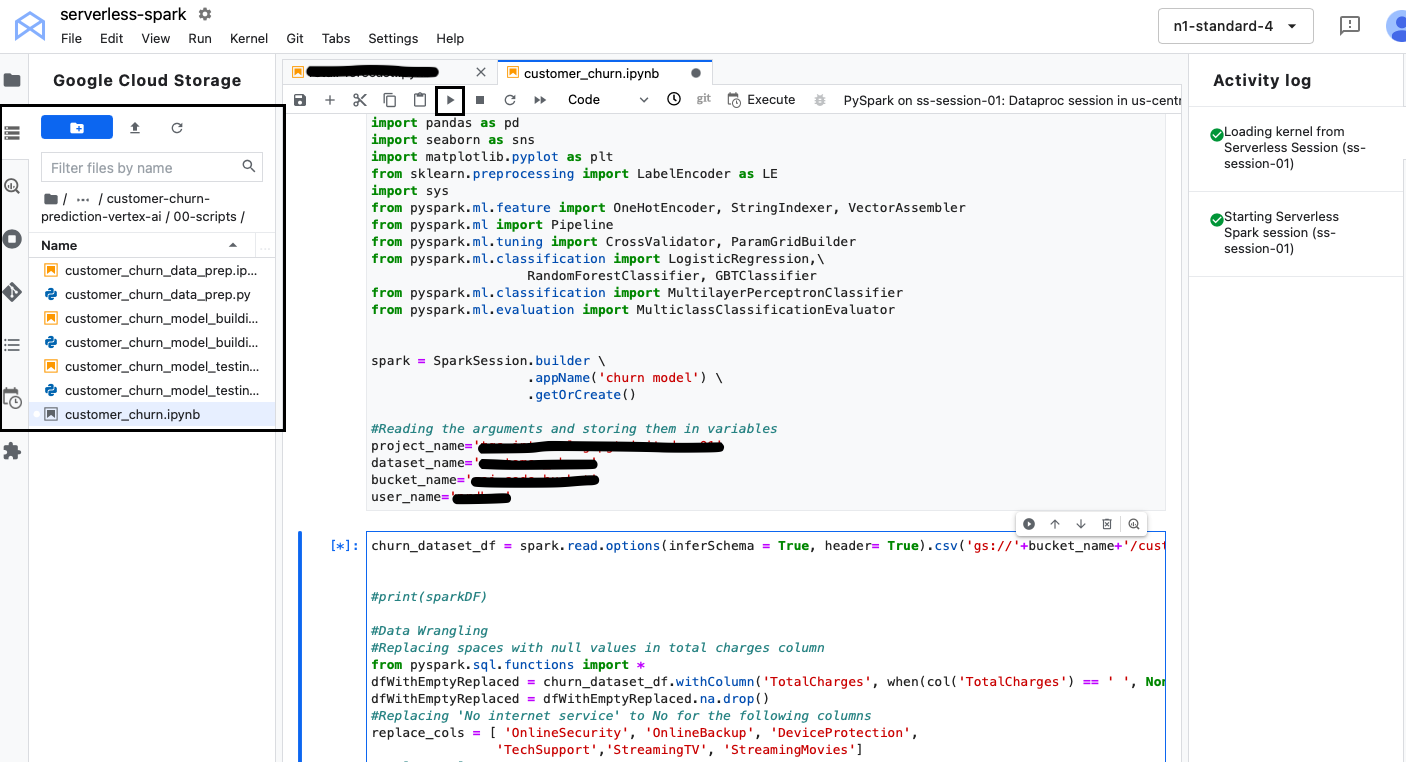 serverless-spark
File Edit View Run Kernel Git Tabs Settings Help
n1-standard-4
Google Cloud Storage
Filter files by name
/ ... / customer-churn-
prediction-vertex-ai / 00-scripts /
Name
...
customer_churn_data_prep.ip...
customer_churn_data_prep.py
customer_churn_model_buildi...
customer_churn_model_buildi...
customer_churn_model_testin...
customer_churn_model_testin...
customer_churn.ipynb
customer_churn.ipynb
Code
git
Execute
PySpark on ss-session-01: Dataproc session in us-centr
import pandas as pd
import seaborn as sns
import matplotlib.pyplot as plt
from sklearn.preprocessing import LabelEncoder as LE
import sys
from pyspark.ml.feature import OneHotEncoder, StringIndexer, VectorAssembler
from pyspark.ml import Pipeline
from pyspark.ml.tuning import CrossValidator, ParamGridBuilder
from pyspark.ml.classification import LogisticRegression,\
RandomForestClassifier, GBTClassifier
from pyspark.ml.classification import MultilayerPerceptronClassifier
from pyspark.ml.evaluation import MulticlassClassificationEvaluator
spark = SparkSession.builder \
.appName('churn model') \
.getOrCreate()
#Reading the arguments and storing them in variables
project_name='
dataset_name='
bucket_name='
user_name='
[*]:
churn_dataset_df = spark.read.options(inferSchema = True, header= True).csv('gs://'+bucket_name+'/cust
#print(sparkDF)
#Data Wrangling
#Replacing spaces with null values in total charges column
from pyspark.sql.functions import *
dfWithEmptyReplaced = churn_dataset_df.withColumn('TotalCharges', when(col('TotalCharges') == ' ', Non
dfWithEmptyReplaced = dfWithEmptyReplaced.na.drop()
#Replacing 'No internet service' to No for the following columns
replace_cols = [ 'OnlineSecurity', 'OnlineBackup', 'DeviceProtection',
'TechSupport','StreamingTV', 'StreamingMovies']
Activity log
Loading kernel from
Serverless Session (ss-
session-01)
Starting Serverless
Spark session (ss-
session-01)